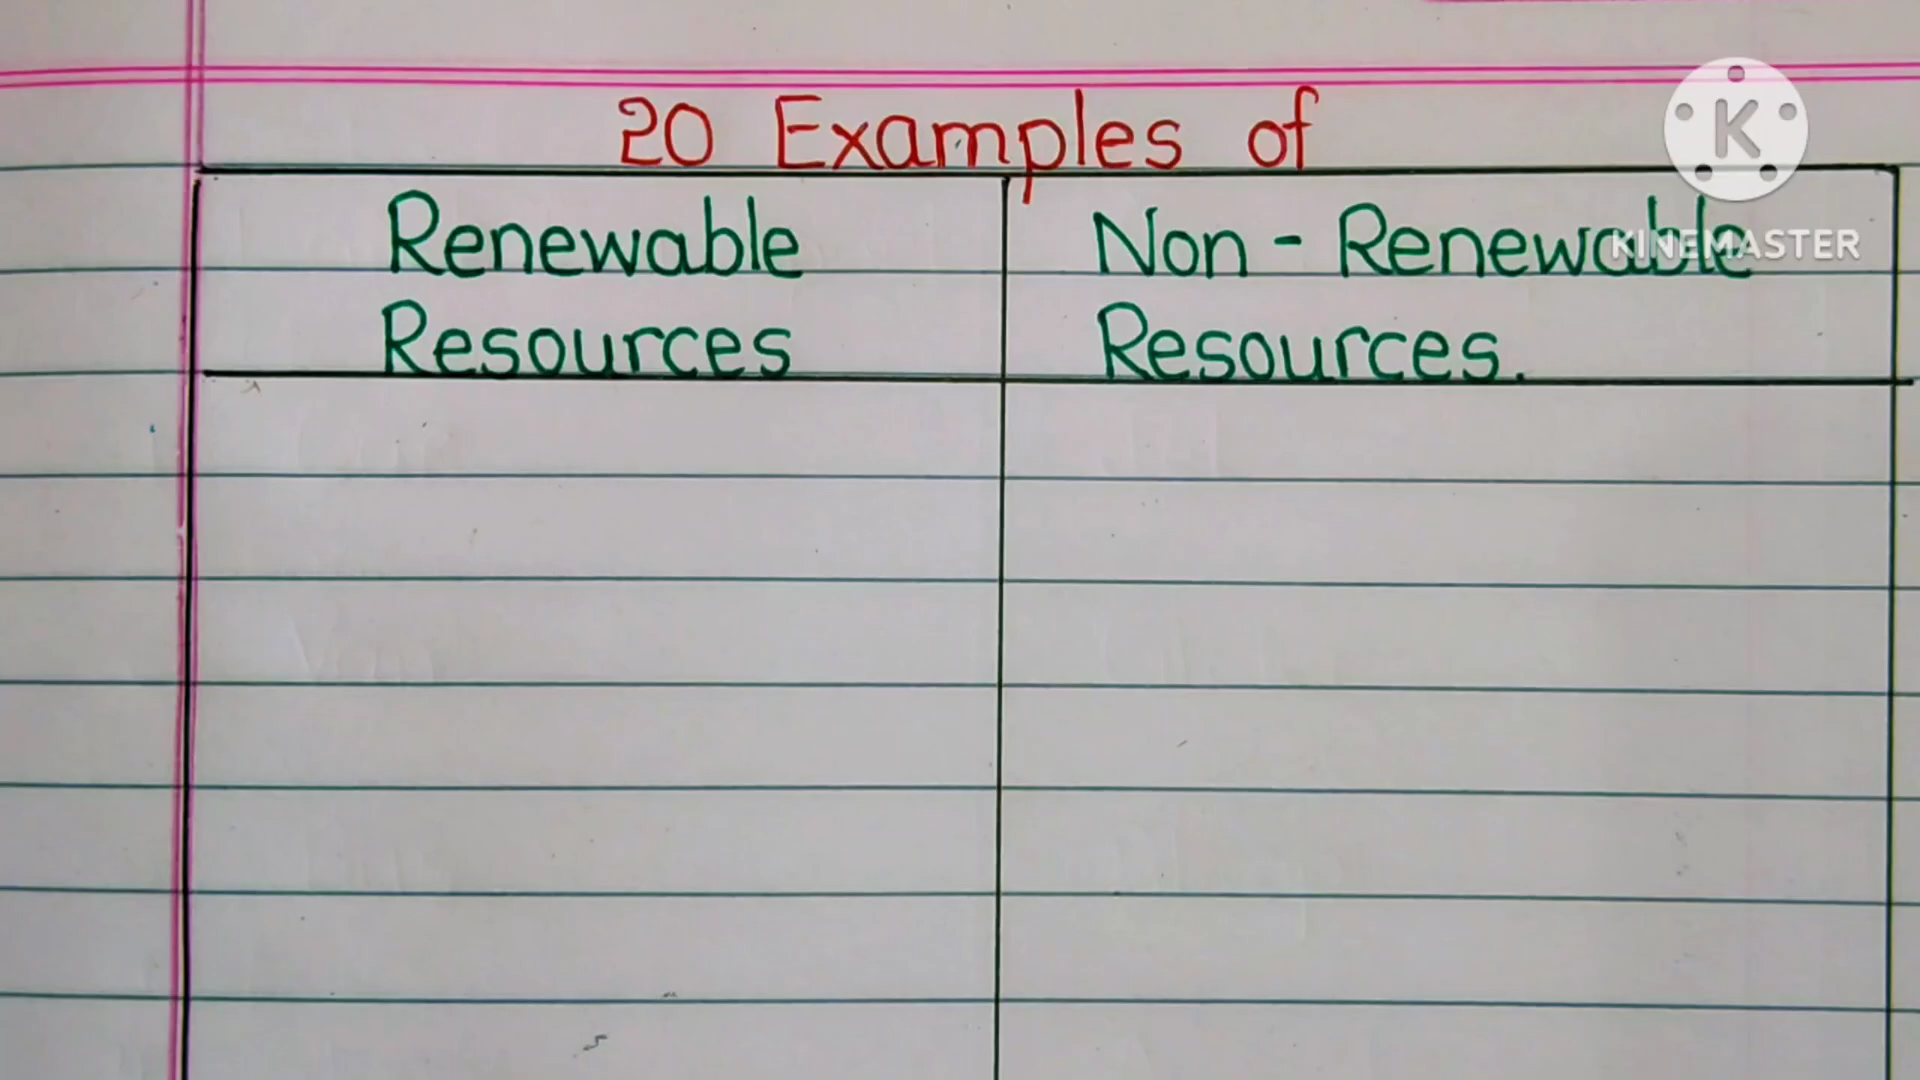 20 Examples of
Renewable
Resources
Non - Renewable
Resources.
K
KINEMASTER